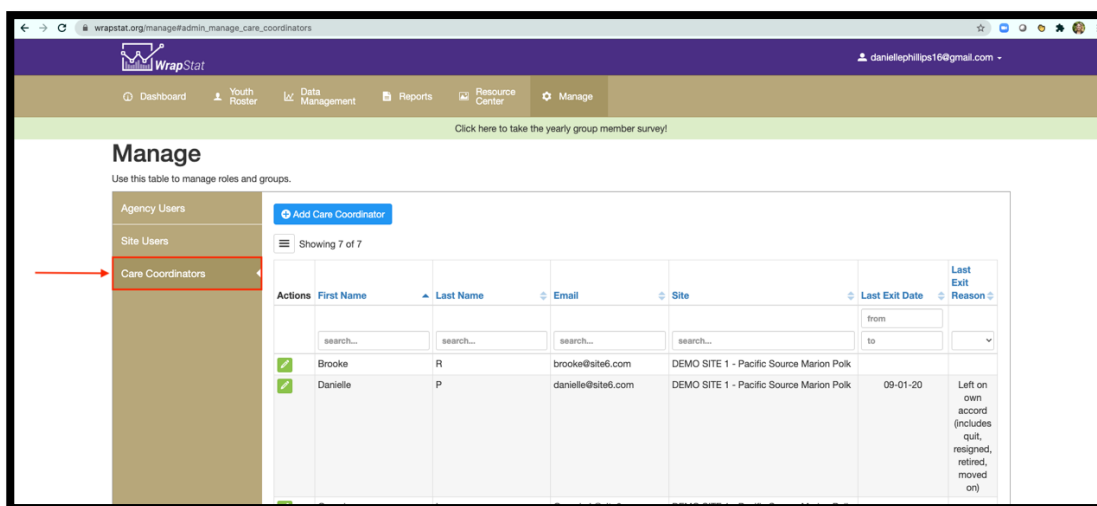 wrapstat.org/manage#admin_manage_care_coordinators
WrapStat
daniellephillips16@gmail.com
Dashboard
Youth
Roster
Data
Management
Reports
Resource
Center
Manage
Click here to take the yearly group member survey!
Manage
Use this table to manage roles and groups.
Agency Users
Site Users
Care Coordinators
Add Care Coordinator
Showing 7 of 7
Actions First Name Last Name Email Site Last Exit Date Last
Exit
Reason
from
search... search... search... search... to
Brooke R brooke@site6.com DEMO SITE 1 - Pacific Source Marion Polk
Danielle P danielle@site6.com DEMO SITE 1 - Pacific Source Marion Polk 09-01-20 Left on
own
accord
(includes
quit,
resigned,
retired,
moved
on)